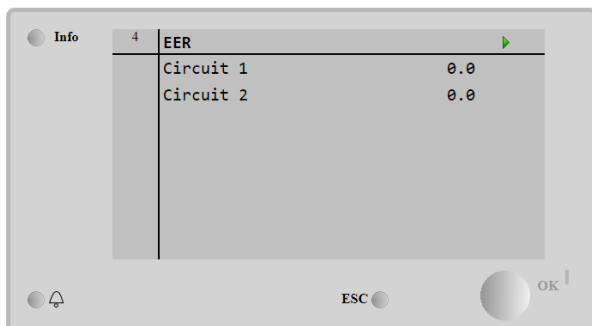 Info
4 EER
Circuit 1 0.0
Circuit 2 0.0
ESC
OK